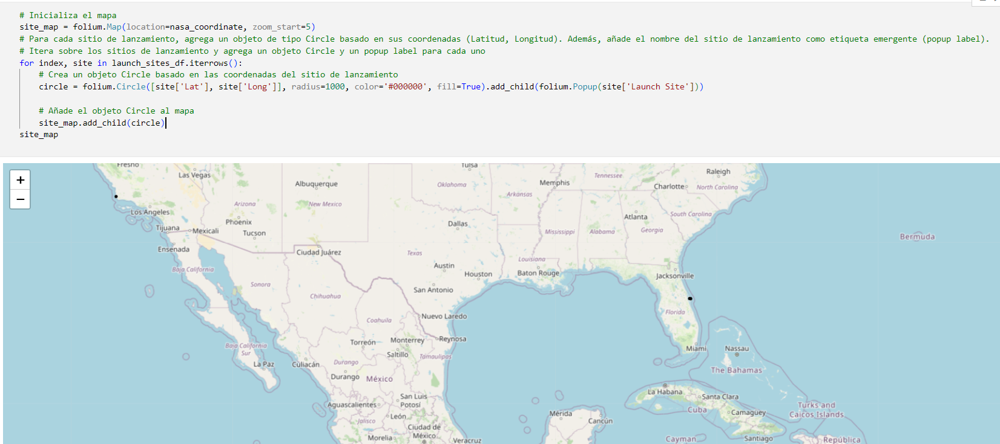 # Inicializa el mapa
site_map = folium.Map(location=nasa_coordinate, zoom_start=5)
# Para cada sitio de lanzamiento, agrega un objeto de tipo Circle basado en sus coordenadas (Latitud, Longitud). Además, añade el nombre del sitio de lanzamiento como etiqueta emergente (popup label).
# Itera sobre los sitios de lanzamiento y agrega un objeto Circle y un popup label para cada uno
for index, site in launch_sites_df.iterrows():
# Crea un objeto Circle basado en las coordenadas del sitio de lanzamiento
circle = folium.Circle([site['Lat'], site['Long']], radius=1000, color='#000000', fill=True).add_child(folium.Popup(site['Launch Site']))
# Añade el objeto Circle al mapa
site_map.add_child(circle)
site_map
+
−
Fresno
Tulsa
Las Vegas
Raleigh
Albuquerque
Oklahoma
Memphis
Tennessee
Charlotte
North Carolina
Arkansas
Arizona
New Mexico
Los Angeles
Atlanta
South Carolina
Phoenix
Dallas
Tijuana
Mexicali
Tucson
Mississippi
Alabama
Georgia
Bermuda
Ensenada
Ciudad Juárez
Texas
Louisiana
Baja California
Austin
Houston
Baton Rouge
Jacksonville
Sonora
San Antonio
Chihuahua
Florida
Nuevo Laredo
Coahuila
Torreón
Monterrey
Reynosa
Baja California
Sur
Saltillo
Tamaulipas
Miami
Nassau
La Paz
Culiacán
Durango
Durango
México
The Bahamas
La Habana
Santa Clara
Aguascalientes
San Luis
Potosí
Cuba
Camagüey
Turks and
Caicos Islands
Jalisco
León
Mérida
Cancún
Ciudad de
México
Morelia
Veracruz
Cayman
Santiago
República